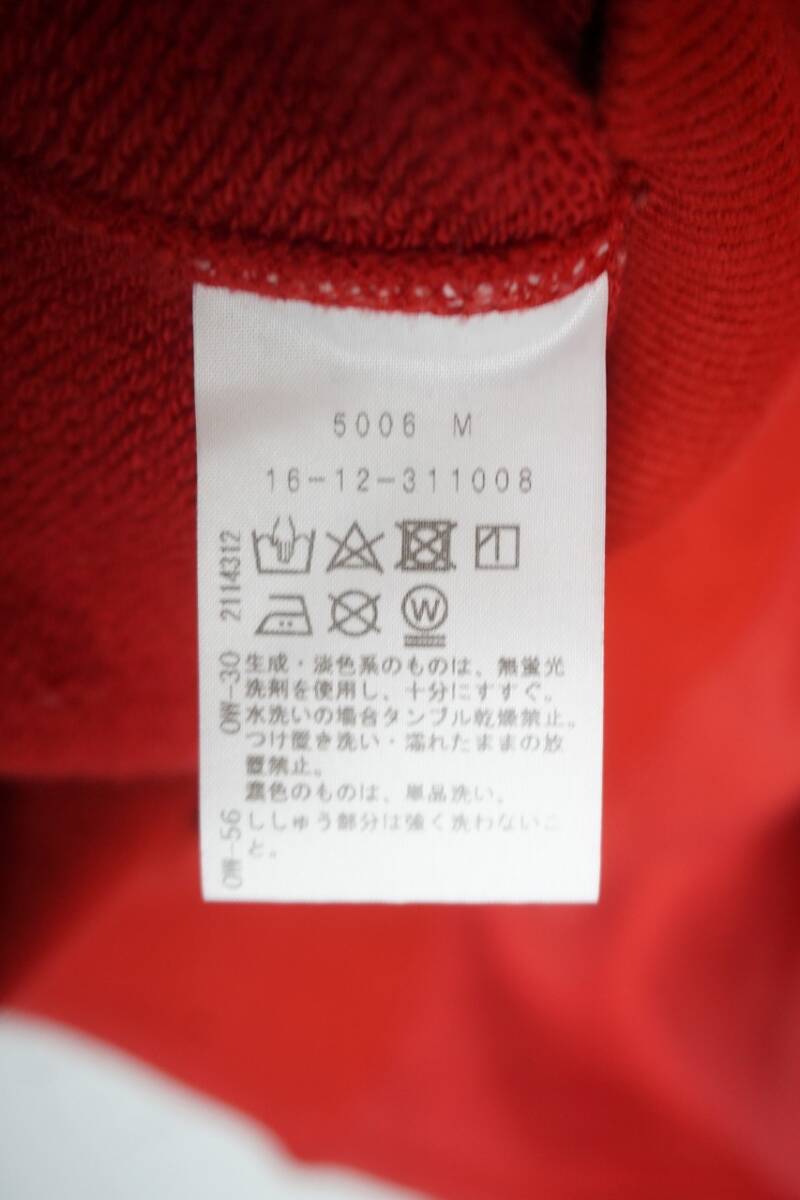 5006 M
16-12-311008
W
生成・淡色系のものは、無蛍光
洗剤を使用し、十分にすすぐ。
水洗いの場合タンブル乾燥禁止。
つけ置き洗い・濡れたままの放
置禁止。
濃色のものは、単品洗い。
ししゅう部分は強く洗わないこ
と。
0W-56 0W-30 2114312